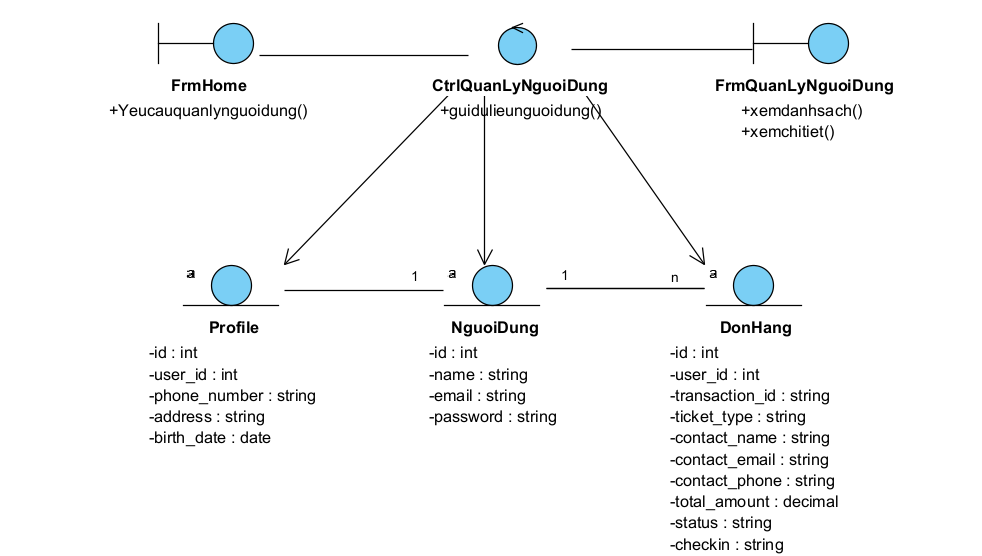 FrmHome
+Yeucauquanlynguoidung()
CtrlQuanLyNguoiDung
+guidulieunguoidung()
FrmQuanLyNguoiDung
+xemdanhsach()
+xemchitiet()
a
1
a
1
n
a
Profile
-id : int
-user_id : int
-phone_number : string
-address : string
-birth_date : date
NguoiDung
-id : int
-name : string
-email : string
-password : string
DonHang
-id : int
-user_id : int
-transaction_id : string
-ticket_type : string
-contact_name : string
-contact_email : string
-contact_phone : string
-total_amount : decimal
-status : string
-checkin : string